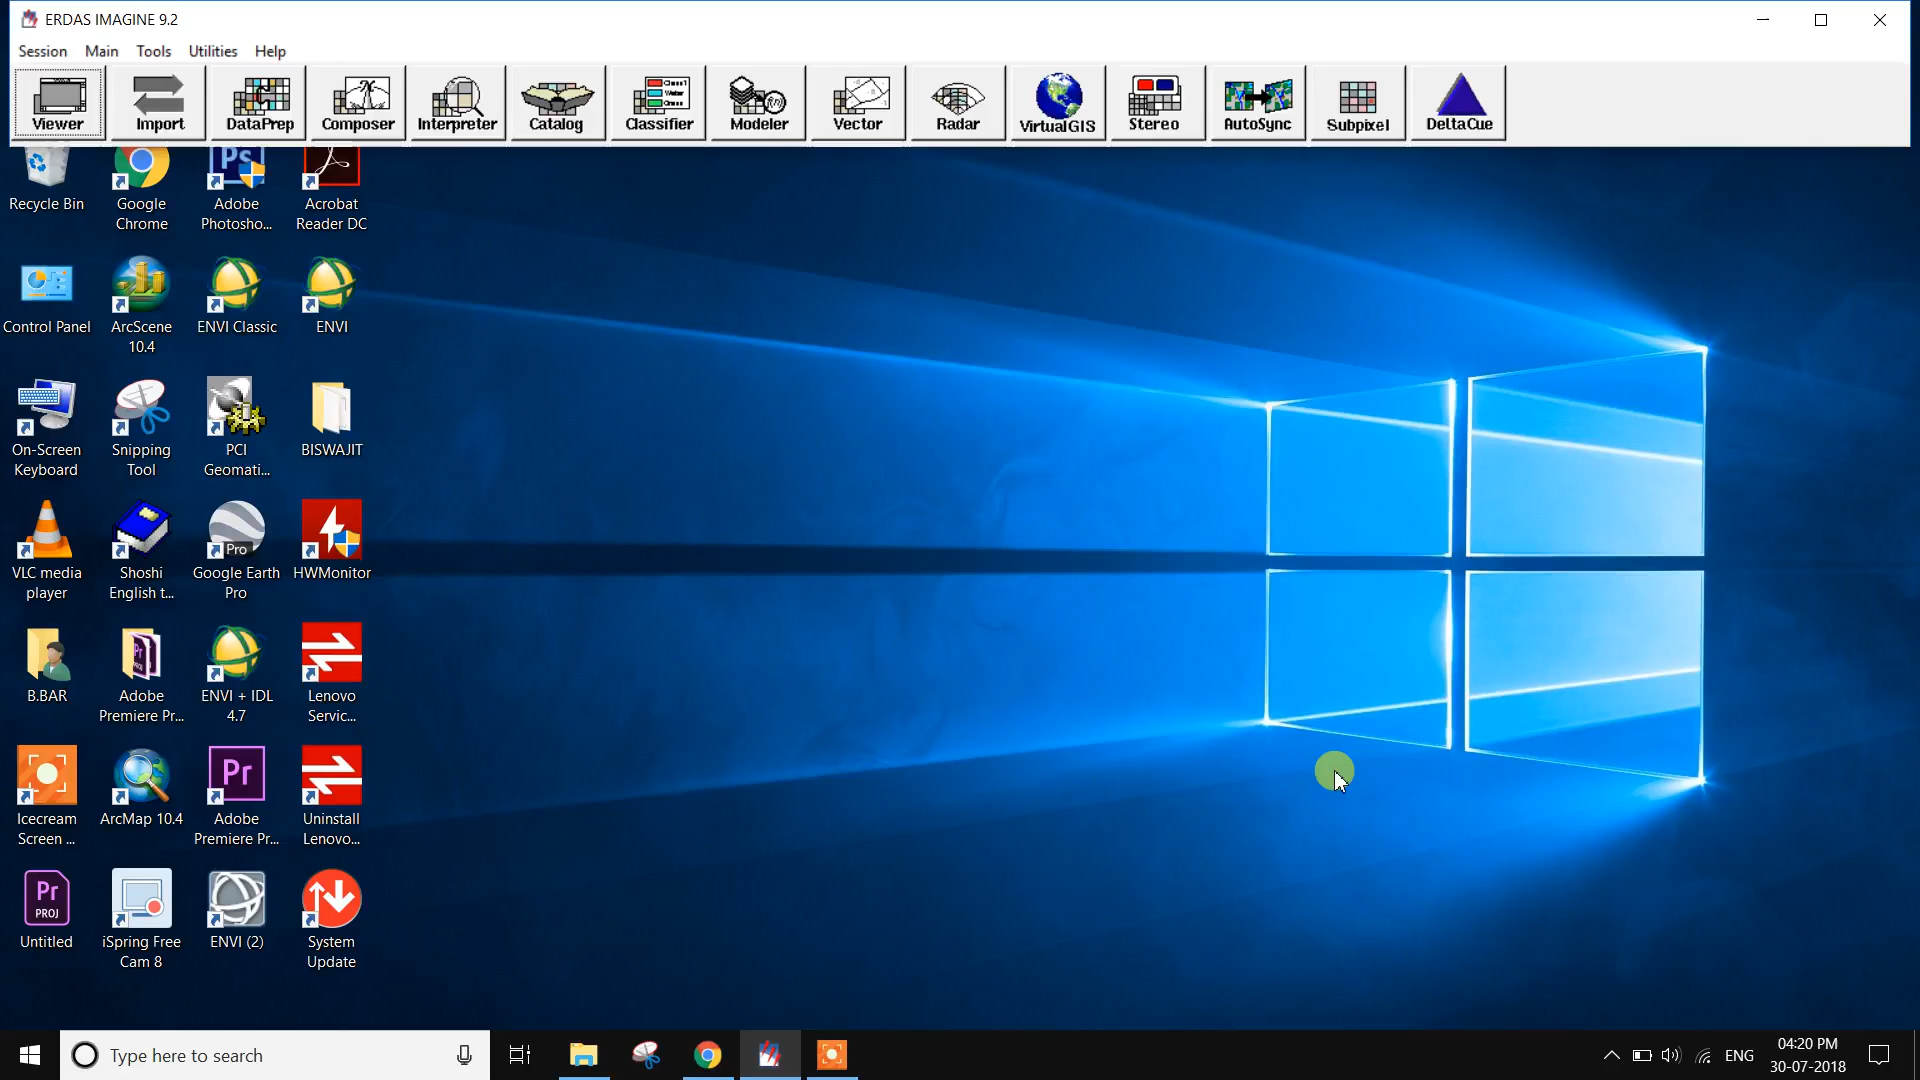 ERDAS IMAGINE 9.2
Session Main Tools Utilities Help
Viewer Import DataPrep Composer Interpreter Catalog Classifier Modeler Vector Radar VirtualGIS Stereo AutoSync Subpixel DeltaCue
Recycle Bin
Google
Chrome
Ps
Adobe
Photosho...
Acrobat
Reader DC
Control Panel
ArcScene
10.4
ENVI Classic
ENVI
On-Screen
Keyboard
Snipping
Tool
PCI
Geomati...
BISWAJIT
VLC media
player
Shoshi
English t...
Pro
Google Earth
Pro
HWMonitor
B.BAR
Adobe
Premiere Pr...
ENVI + IDL
4.7
Lenovo
Servic...
Icecream
Screen ...
ArcMap 10.4
Pr
Adobe
Premiere Pr...
Uninstall
Lenovo...
Pr
PROJ
Untitled
iSpring Free
Cam 8
ENVI (2)
System
Update
Type here to search
ENG
04:20 PM
30-07-2018